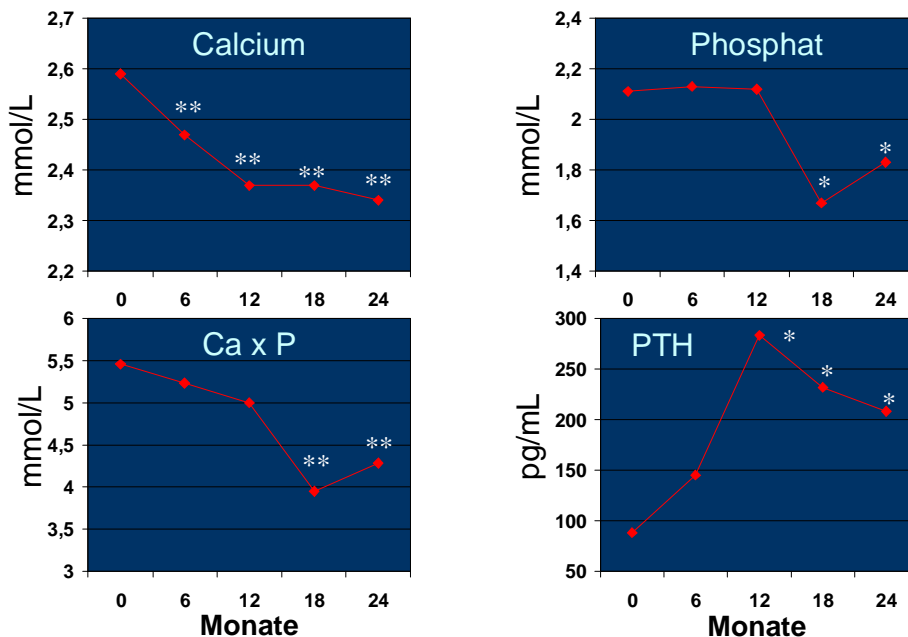 Calcium
mmol/L
2,7
2,6
2,5
2,4
2,3
2,2
** ** ** **
0 6 12 18 24
Phosphat
mmol/L
2,4
2,2
2
1,8
1,6
1,4
* *
0 6 12 18 24
Ca x P
mmol/L
6
5,5
5
4,5
4
3,5
3
** **
0 6 12 18 24
Monate
PTH
pg/mL
300
250
200
150
100
50
* * *
0 6 12 18 24
Monate